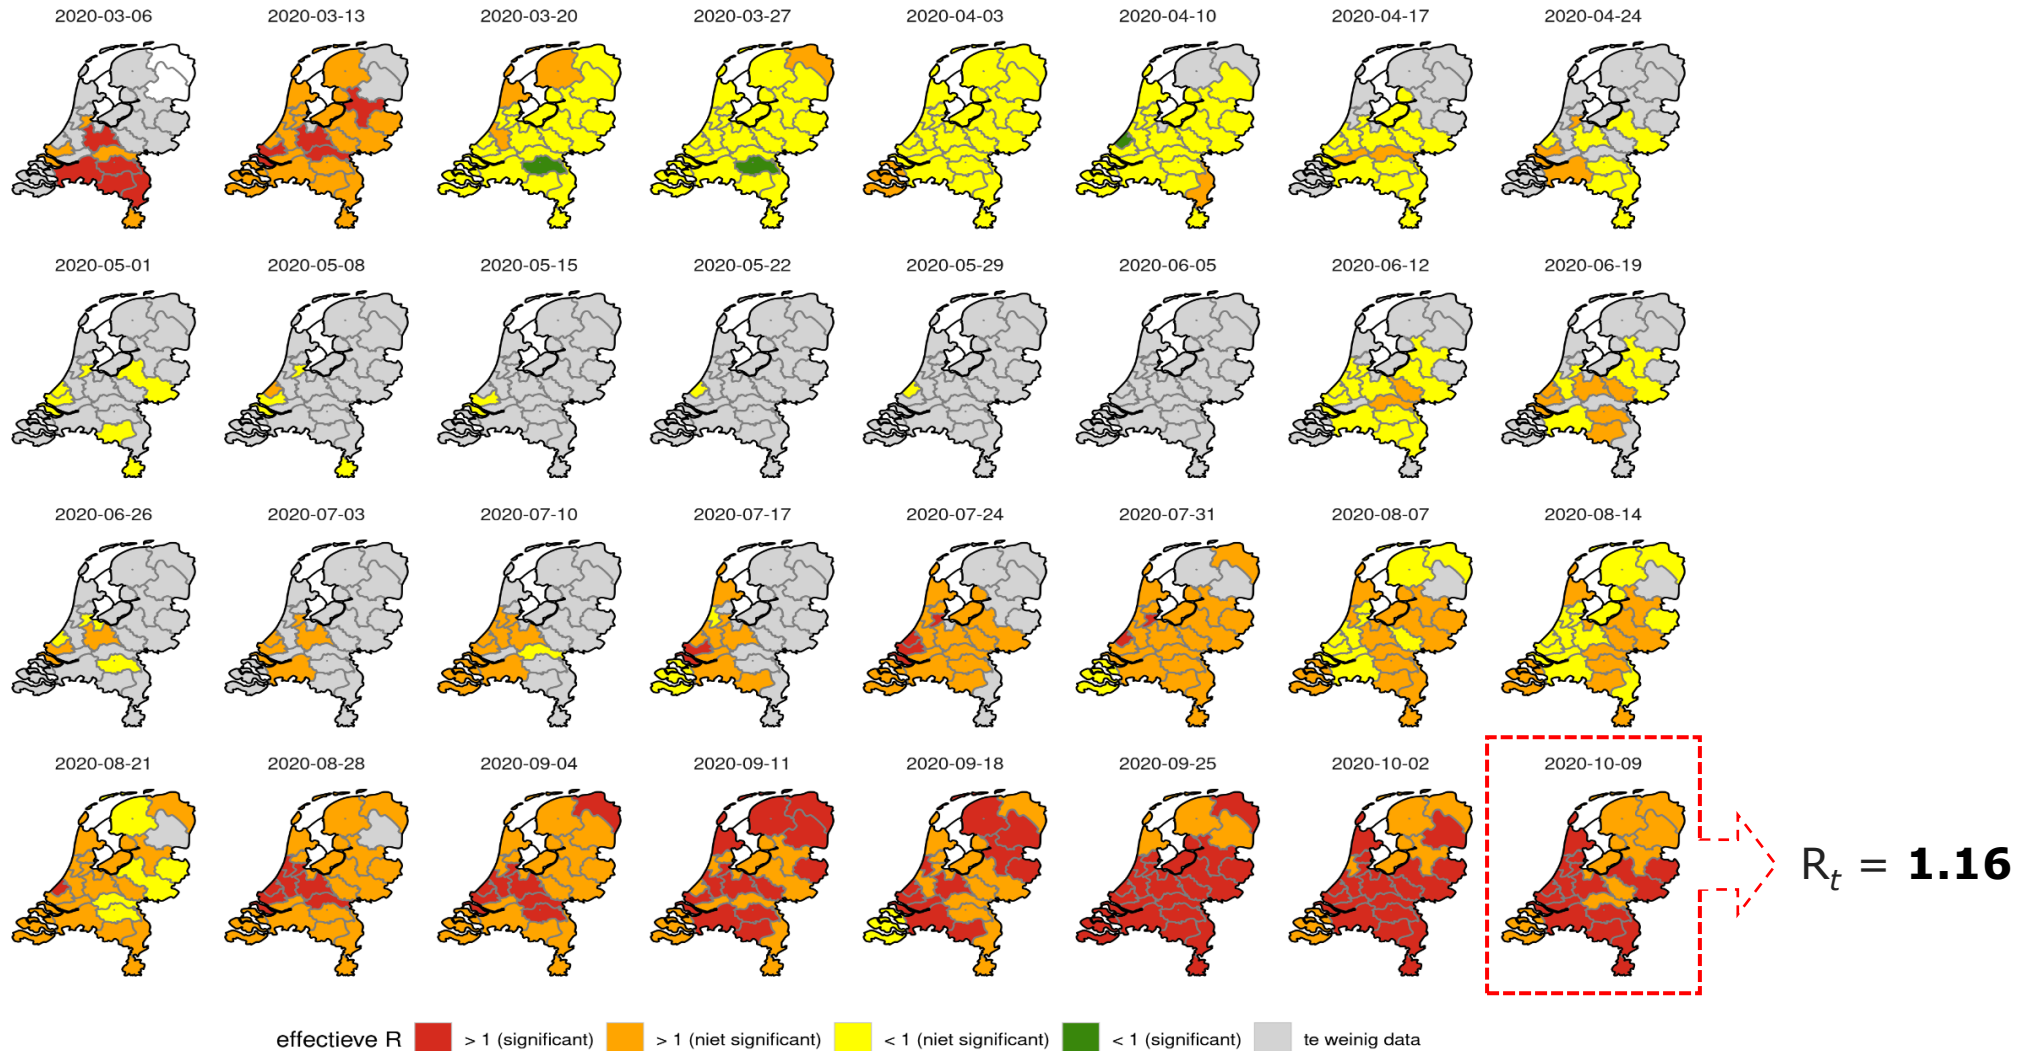 2020-03-06 2020-03-13 2020-03-20 2020-03-27 2020-04-03 2020-04-10 2020-04-17 2020-04-24
2020-05-01 2020-05-08 2020-05-15 2020-05-22 2020-05-29 2020-06-05 2020-06-12 2020-06-19
2020-06-26 2020-07-03 2020-07-10 2020-07-17 2020-07-24 2020-07-31 2020-08-07 2020-08-14
2020-08-21 2020-08-28 2020-09-04 2020-09-11 2020-09-18 2020-09-25 2020-10-02 2020-10-09
Rt = 1.16
effectieve R > 1 (significant) > 1 (niet significant) < 1 (niet significant) < 1 (significant) te weinig data